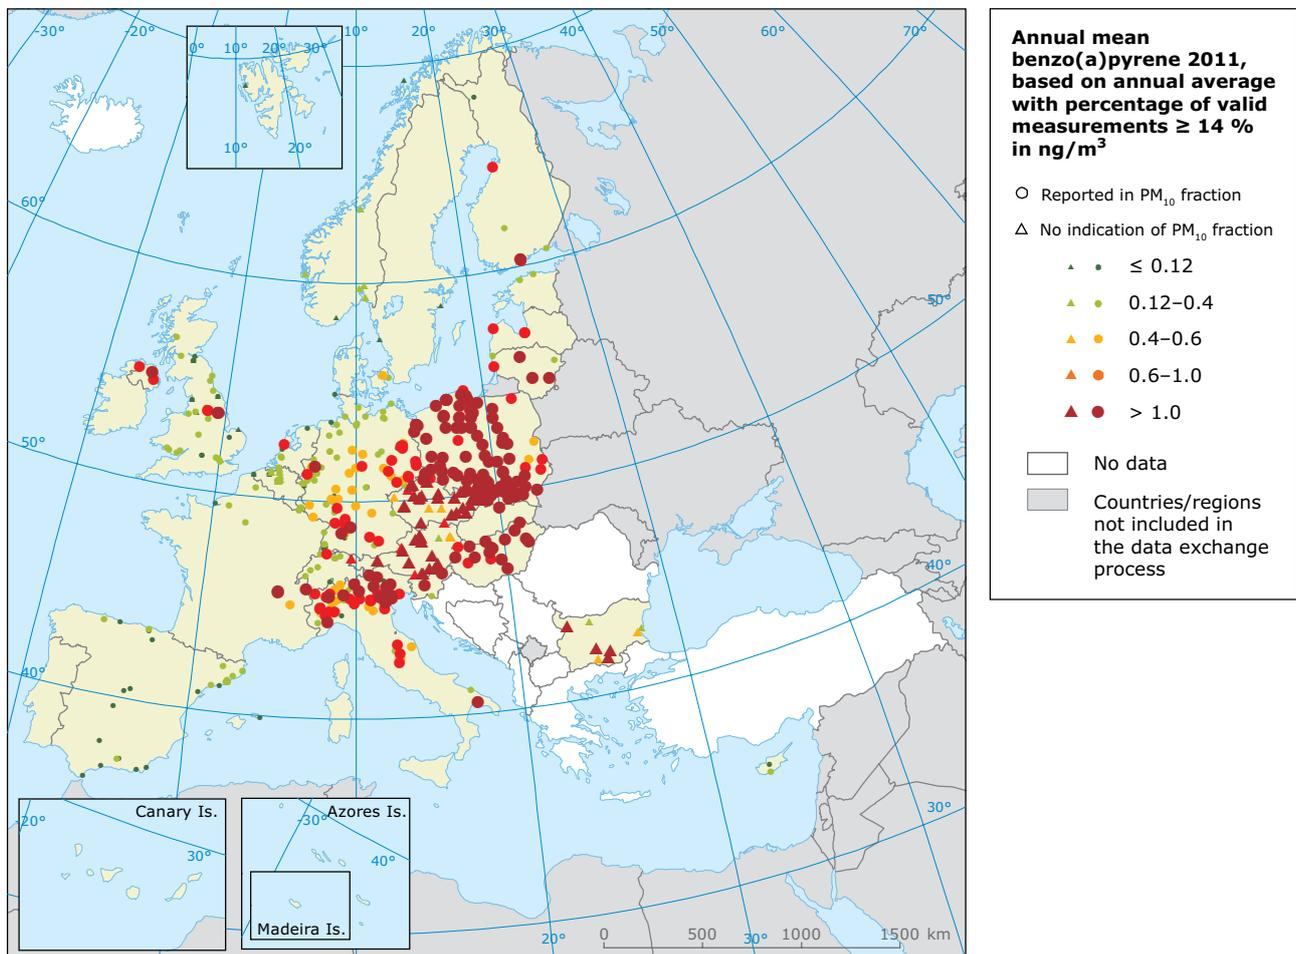 -30°
-20°
10°
20°
30°
40°
50°
60°
70°
0° 10° 20° 30°
10° 20°
60°
50°
50°
40°
40°
30°
Canary Is.
-20°
30°
Azores Is.
-30°
40°
Madeira Is.
20°
30°
0 500 1000 1500 km
Annual mean
benzo(a)pyrene 2011,
based on annual average
with percentage of valid
measurements ≥ 14 %
in ng/m³
Reported in PM₁₀ fraction
No indication of PM₁₀ fraction
≤ 0.12
0.12–0.4
0.4–0.6
0.6–1.0
> 1.0
No data
Countries/regions
not included in
the data exchange
process